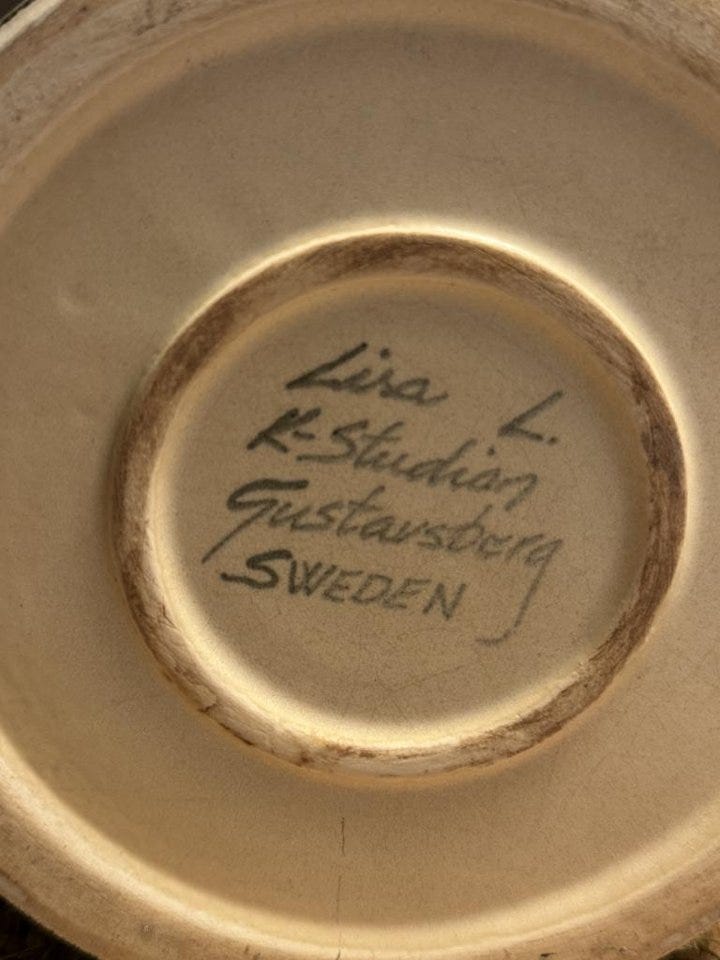 Lisa L.
K-Studion
Gustavsberg
SWEDEN